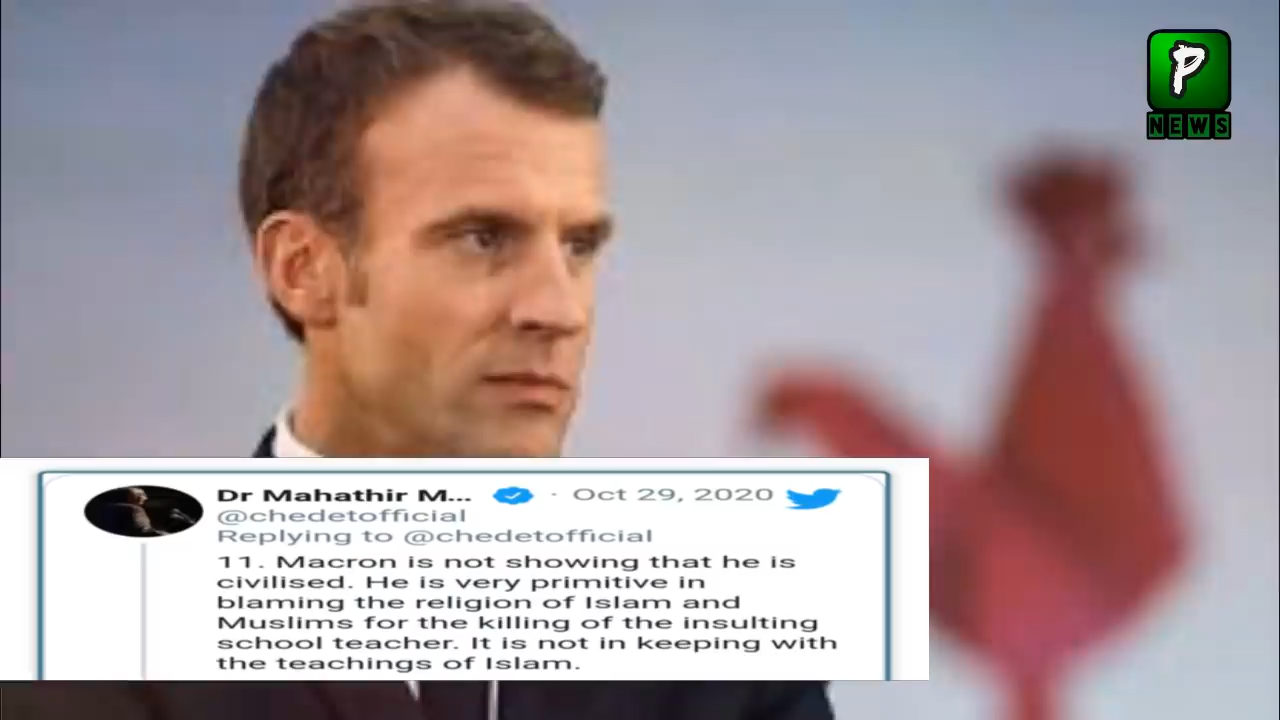 P
NEWS
Dr Mahathir M... · Oct 29, 2020
@chedetofficial
Replying to @chedetofficial
11. Macron is not showing that he is
civilised. He is very primitive in
blaming the religion of Islam and
Muslims for the killing of the insulting
school teacher. It is not in keeping with
the teachings of Islam.